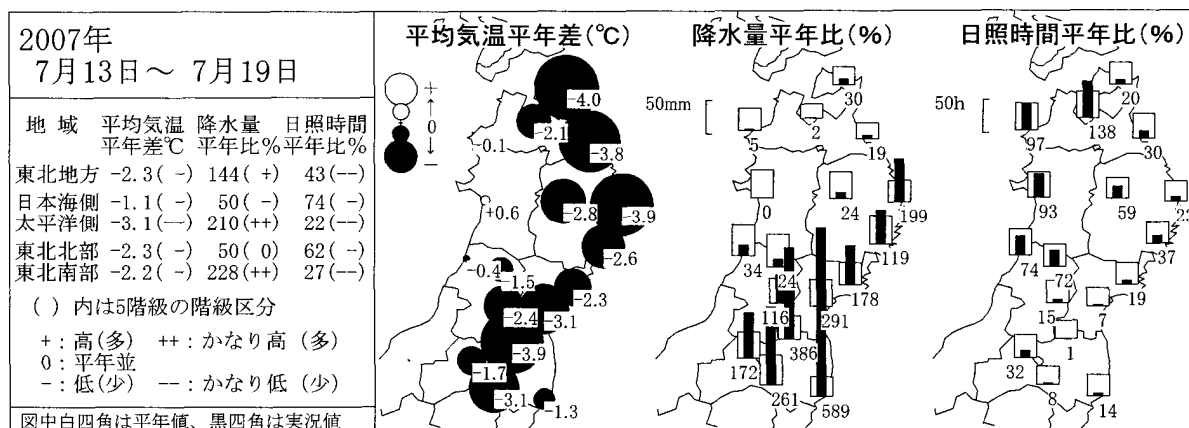 2007年
7月13日～ 7月19日
地 域 平均気温 降水量 日照時間
平年差℃ 平年比% 平年比%
東北地方 -2.3( -) 144( +) 43(--)
日本海側 -1.1( -) 50( -) 74( -)
太平洋側 -3.1(--) 210(++) 22(--)
東北北部 -2.3( -) 50( 0) 62( -)
東北南部 -2.2( -) 228(++) 27(--)
( ) 内は5階級の階級区分
+:高(多) ++:かなり高 (多)
0:平年並
-:低(少) --:かなり低 (少)
図中白四角は平年値、黒四角は実況値
平均気温平年差(℃)
+
↑
0
↓
-
-4.0
-2.1
-0.1
-3.8
+0.6
-2.8
-3.9
-2.6
-0.4
-1.5
-2.3
-2.4
-3.1
-3.9
-1.7
-3.1
-1.3
降水量平年比(%)
50mm
30
5
2
19
0
24
199
34
24
119
178
116
291
386
172
261
589
日照時間平年比(%)
50h
20
97
138
30
93
59
22
74
72
37
19
15
7
1
32
8
14